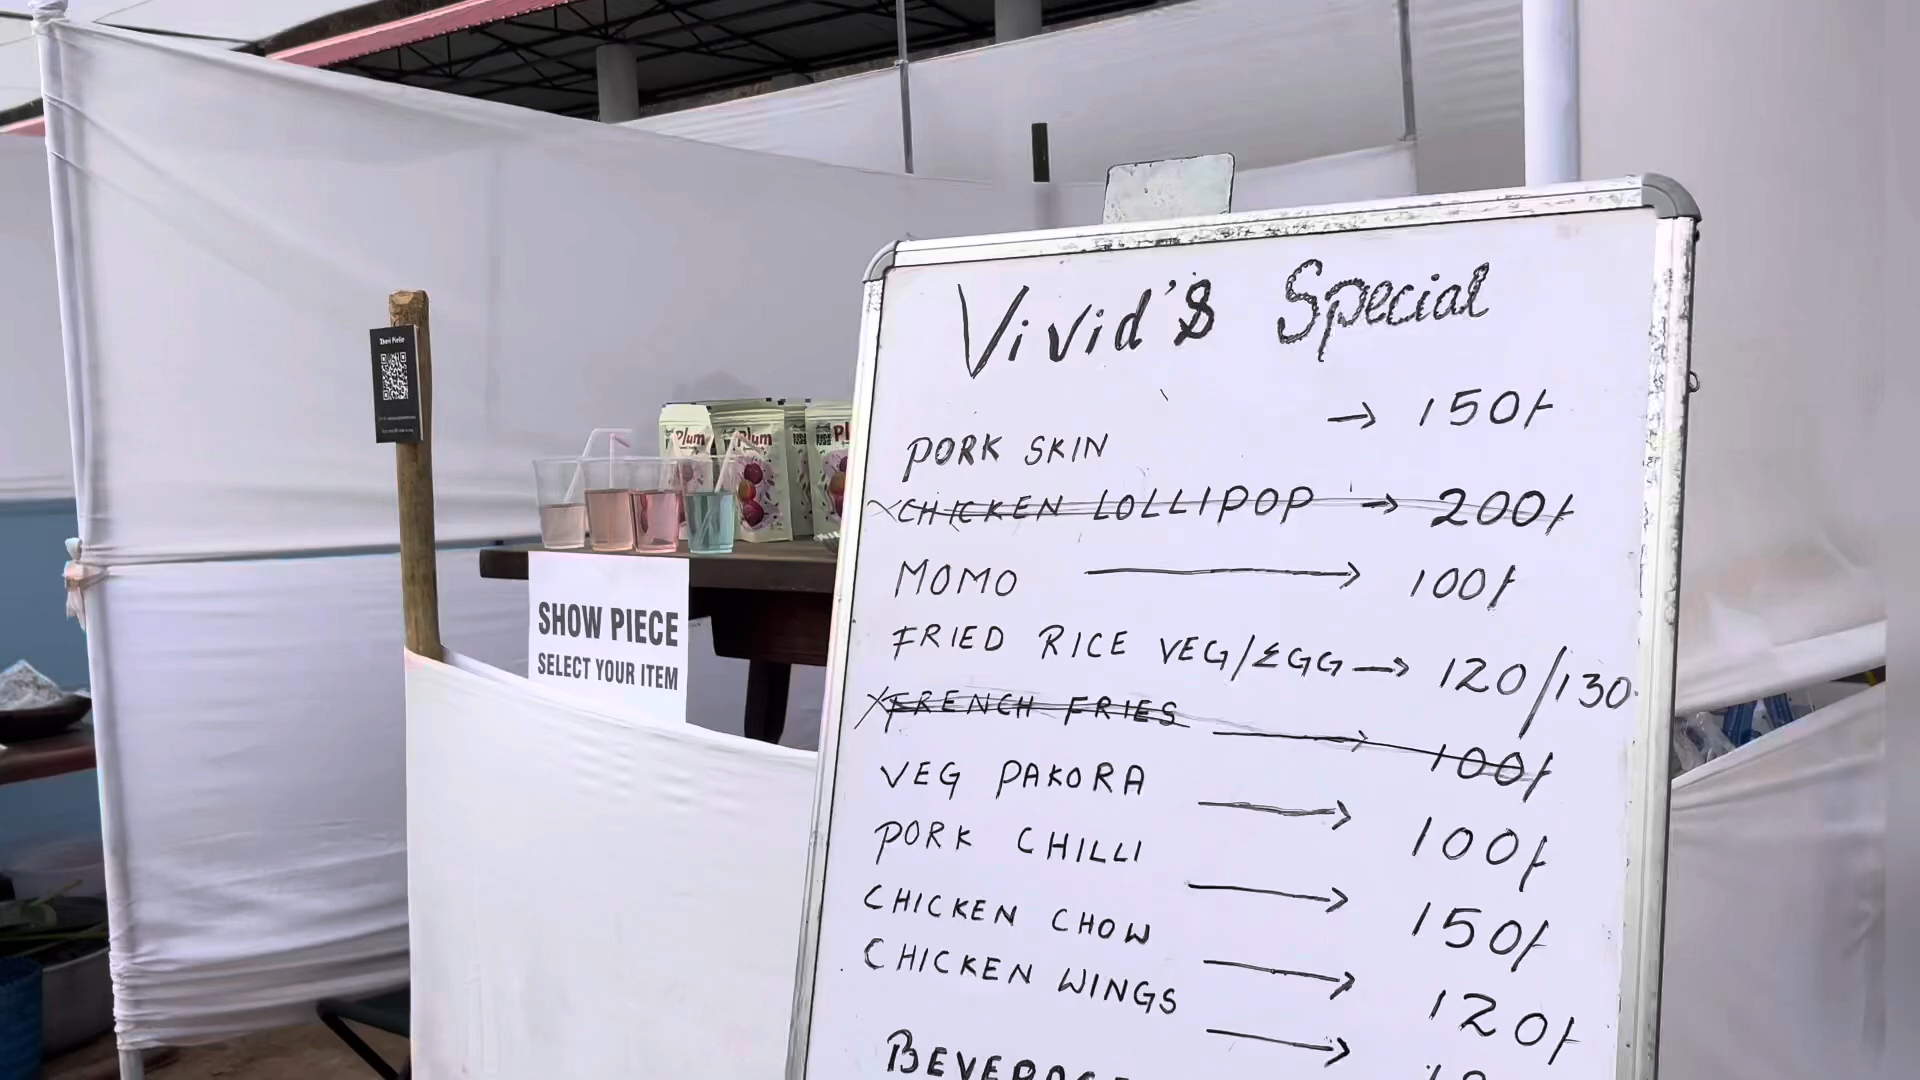 Vivid's Special
PORK SKIN → 150/-
CHICKEN LOLLIPOP → 200/-
MOMO → 100/-
FRIED RICE VEG/EGG → 120/130
FRENCH FRIES → 100/-
VEG PAKORA → 100/-
PORK CHILLI → 150/-
CHICKEN CHOW → 120/-
CHICKEN WINGS →
SHOW PIECE
SELECT YOUR ITEM
Plum
Plum